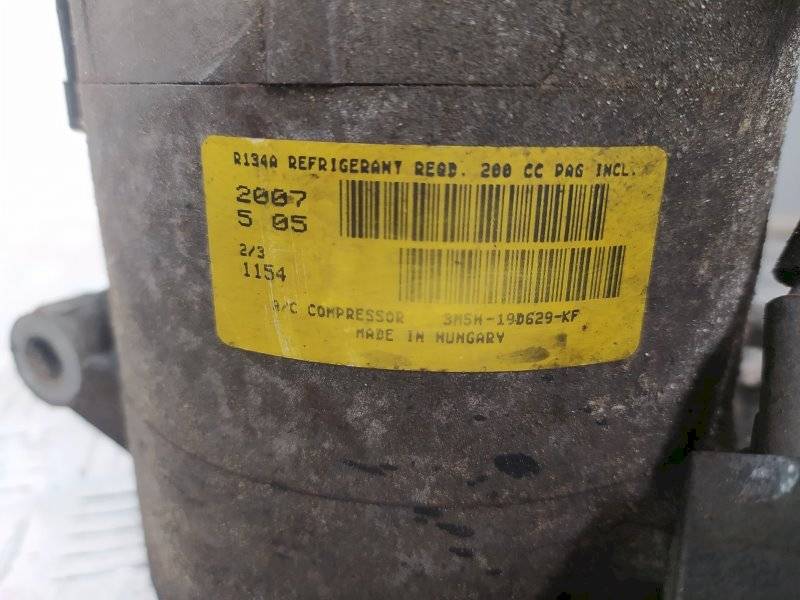 R134A REFRIGERANT REQD. 200 CC PAG INCL.
2007
5 05
2/3
1154
A/C COMPRESSOR 3M5H-19D629-KF
MADE IN HUNGARY